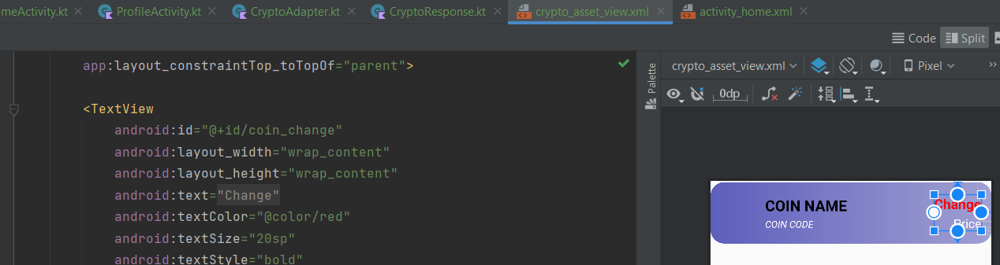 meActivity.kt ProfileActivity.kt CryptoAdapter.kt CryptoResponse.kt crypto_asset_view.xml activity_home.xml
Code Split
app:layout_constraintTop_toTopOf="parent">
<TextView
android:id="@+id/coin_change"
android:layout_width="wrap_content"
android:layout_height="wrap_content"
android:text="Change"
android:textColor="@color/red"
android:textSize="20sp"
android:textStyle="bold"
Palette
crypto_asset_view.xml Pixel
0dp
COIN NAME Change
COIN CODE Price